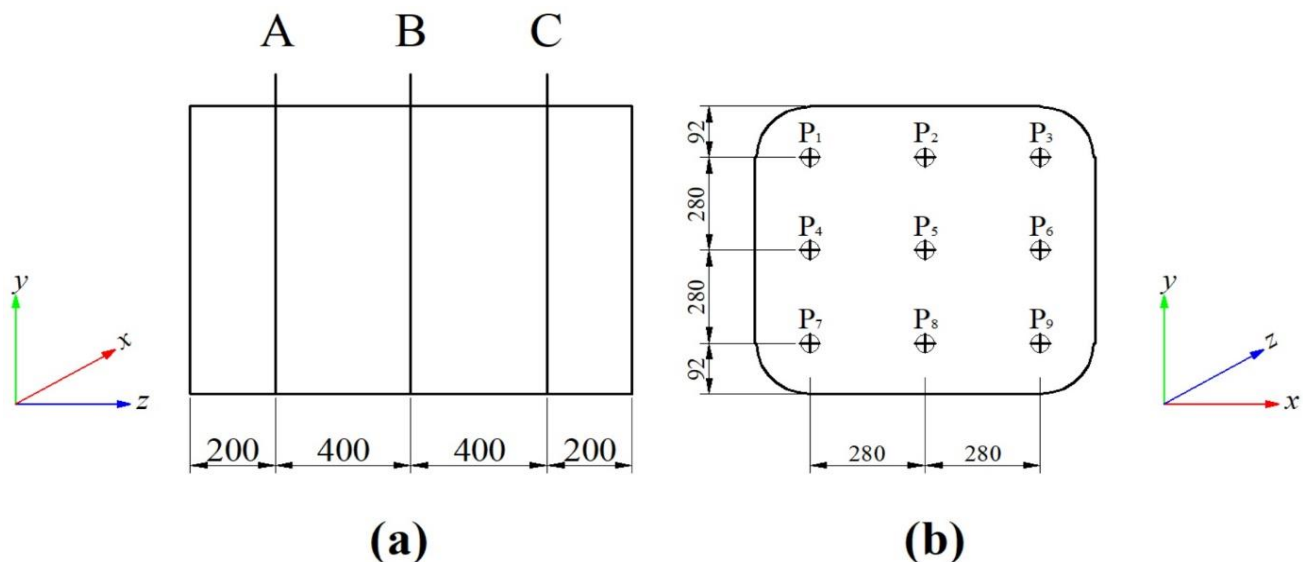 A B C
P₁ P₂ P₃
P₄ P₅ P₆
P₇ P₈ P₉
92
280
280
92
y
x
z
200 400 400 200
280 280
y
z
x
(a) (b)